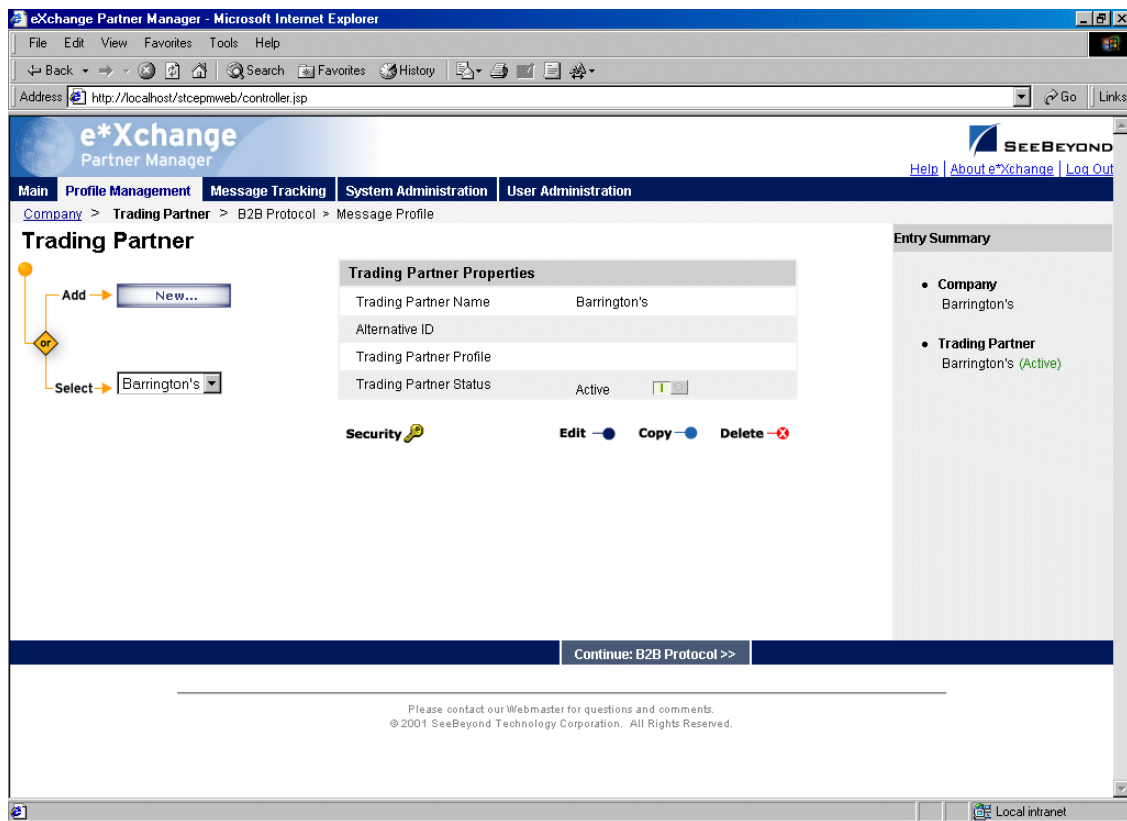 eXchange Partner Manager - Microsoft Internet Explorer
File Edit View Favorites Tools Help
Back Search Favorites History
Address http://localhost/stcepmweb/controller.jsp Go Links
e*Xchange
Partner Manager
SEEBEYOND
Help | About e*Xchange | Log Out
Main Profile Management Message Tracking System Administration User Administration
Company > Trading Partner > B2B Protocol > Message Profile
Trading Partner
Add New...
or
Select Barrington's
Trading Partner Properties
Trading Partner Name Barrington's
Alternative ID
Trading Partner Profile
Trading Partner Status Active
Security Edit Copy Delete
Entry Summary
• Company
Barrington's
• Trading Partner
Barrington's (Active)
Continue: B2B Protocol >>
Please contact our Webmaster for questions and comments.
© 2001 SeeBeyond Technology Corporation. All Rights Reserved.
Local intranet